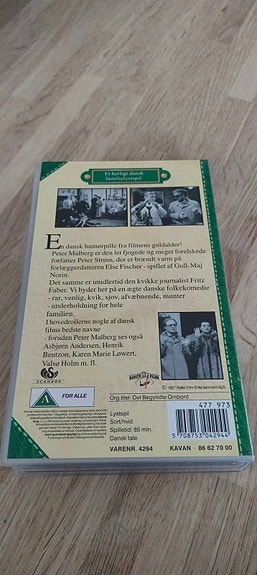 Et herligt dansk
familielystspil
En dansk humørpille fra filmens guldalder!
Peter Malberg er den let fjogede og meget forelskede
forfatter Peter Strøm, der er brændt varm på
forlæggerdatteren Else Fischer - spillet af Gull-Maj
Norin.
Det samme er imidlertid den kvikke journalist Fritz
Faber. Vi byder her på en ægte danske folkekomedie
- rar, venlig, kvik, sjov, afvæbnende, munter
- underholdning for hele
familien.
I hovedrollerne nogle af dansk
films bedste navne
- foruden Peter Malberg ses også
Asbjørn Andersen, Henrik
Bentzon, Karen Marie Løwert,
Valsø Holm m. fl.
SCANBOX
FOR ALLE
Org.titel: Det Begyndte Ombord
Lystspil
Sort/hvid
Spilletid: 85 min.
Dansk tale
VARENR. 4294
477 973
5 708753 042944
KAVAN - 86 62 70 00